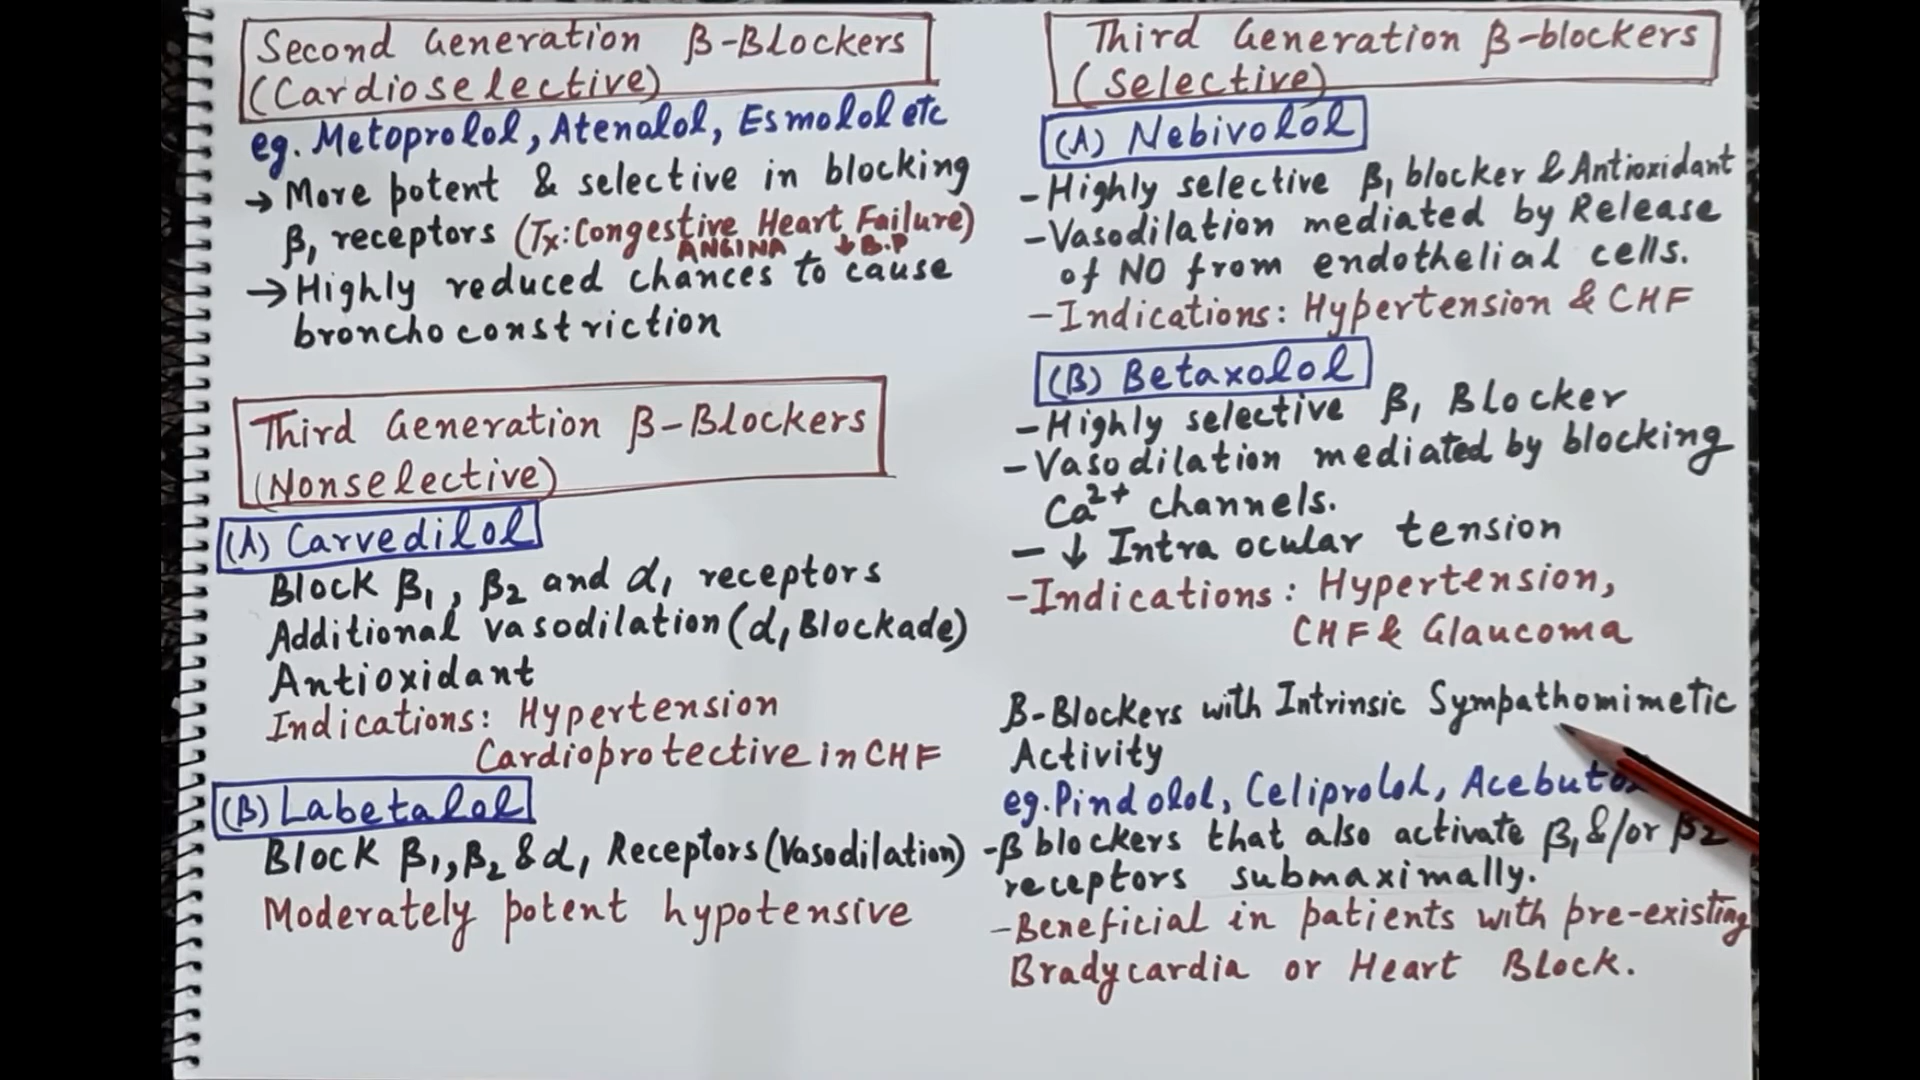 Second Generation β-Blockers
(Cardioselective)
eg. Metoprolol, Atenolol, Esmolol etc
→ More potent & selective in blocking
β₁ receptors (Tx: Congestive Heart Failure)
ANGINA ↓ B.P
→ Highly reduced chances to cause
bronchoconstriction
Third Generation β-Blockers
(Nonselective)
(A) Carvedilol
Block β₁, β₂ and α₁ receptors
Additional vasodilation (α₁ Blockade)
Antioxidant
Indications: Hypertension
Cardioprotective in CHF
(B) Labetalol
Block β₁, β₂ & α₁ Receptors (Vasodilation)
Moderately potent hypotensive
Third Generation β-blockers
(Selective)
(A) Nebivolol
- Highly selective β₁ blocker & Antioxidant
- Vasodilation mediated by Release
of NO from endothelial cells.
- Indications: Hypertension & CHF
(B) Betaxolol
- Highly selective β₁ Blocker
- Vasodilation mediated by blocking
Ca²⁺ channels.
- ↓ Intra ocular tension
- Indications: Hypertension,
CHF & Glaucoma
β-Blockers with Intrinsic Sympathomimetic
Activity
eg. Pindolol, Celiprolol,
- β blockers that also activate β₁ &/or β₂
receptors submaximally.
- Beneficial in patients with pre-existing
Bradycardia or Heart Block.